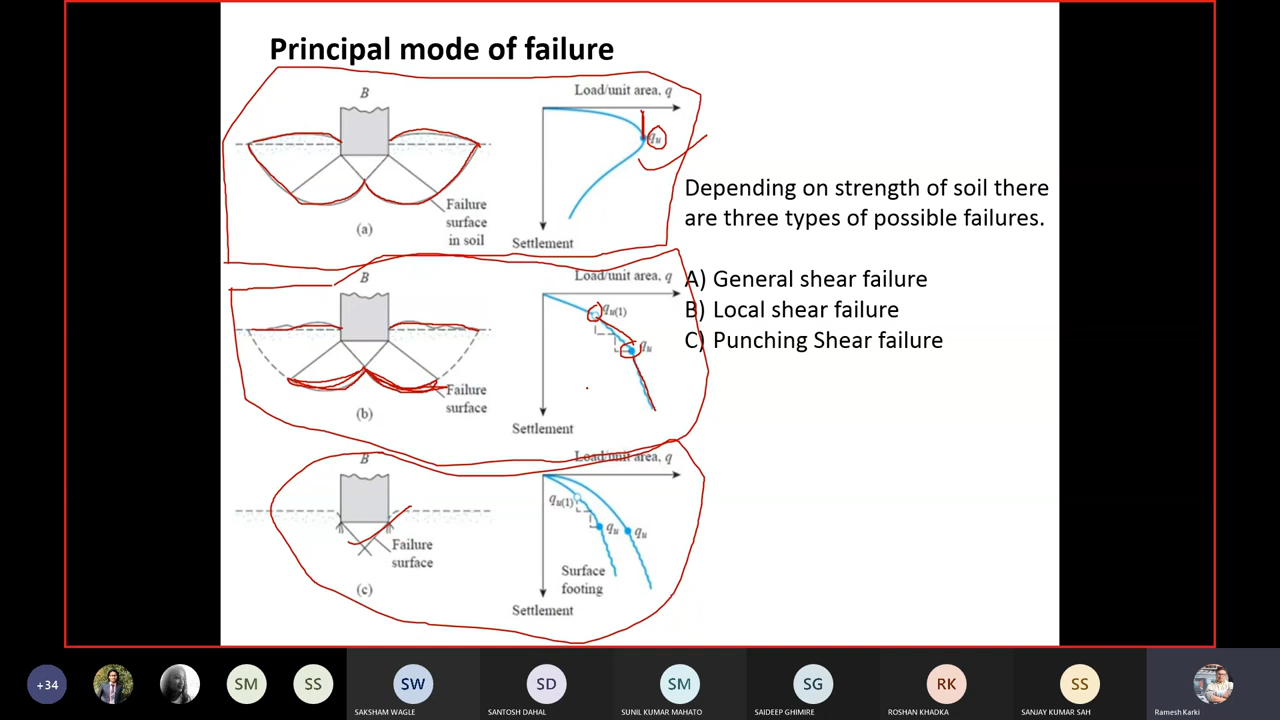 Principal mode of failure
B
Load/unit area, q
qu
Failure
surface
in soil
(a)
Settlement
Depending on strength of soil there
are three types of possible failures.
A) General shear failure
B) Local shear failure
C) Punching Shear failure
B
Load/unit area, q
qu(1)
qu
Failure
surface
(b)
Settlement
B
Load/unit area, q
qu(1)
qu
qu
Failure
surface
(c)
Surface
footing
Settlement
+34
SM
SS
SW
SAKSHAM WAGLE
SD
SANTOSH DAHAL
SM
SUNIL KUMAR MAHATO
SG
SAIDEEP GHIMIRE
RK
ROSHAN KHADKA
SS
SANJAY KUMAR SAH
Ramesh Karki